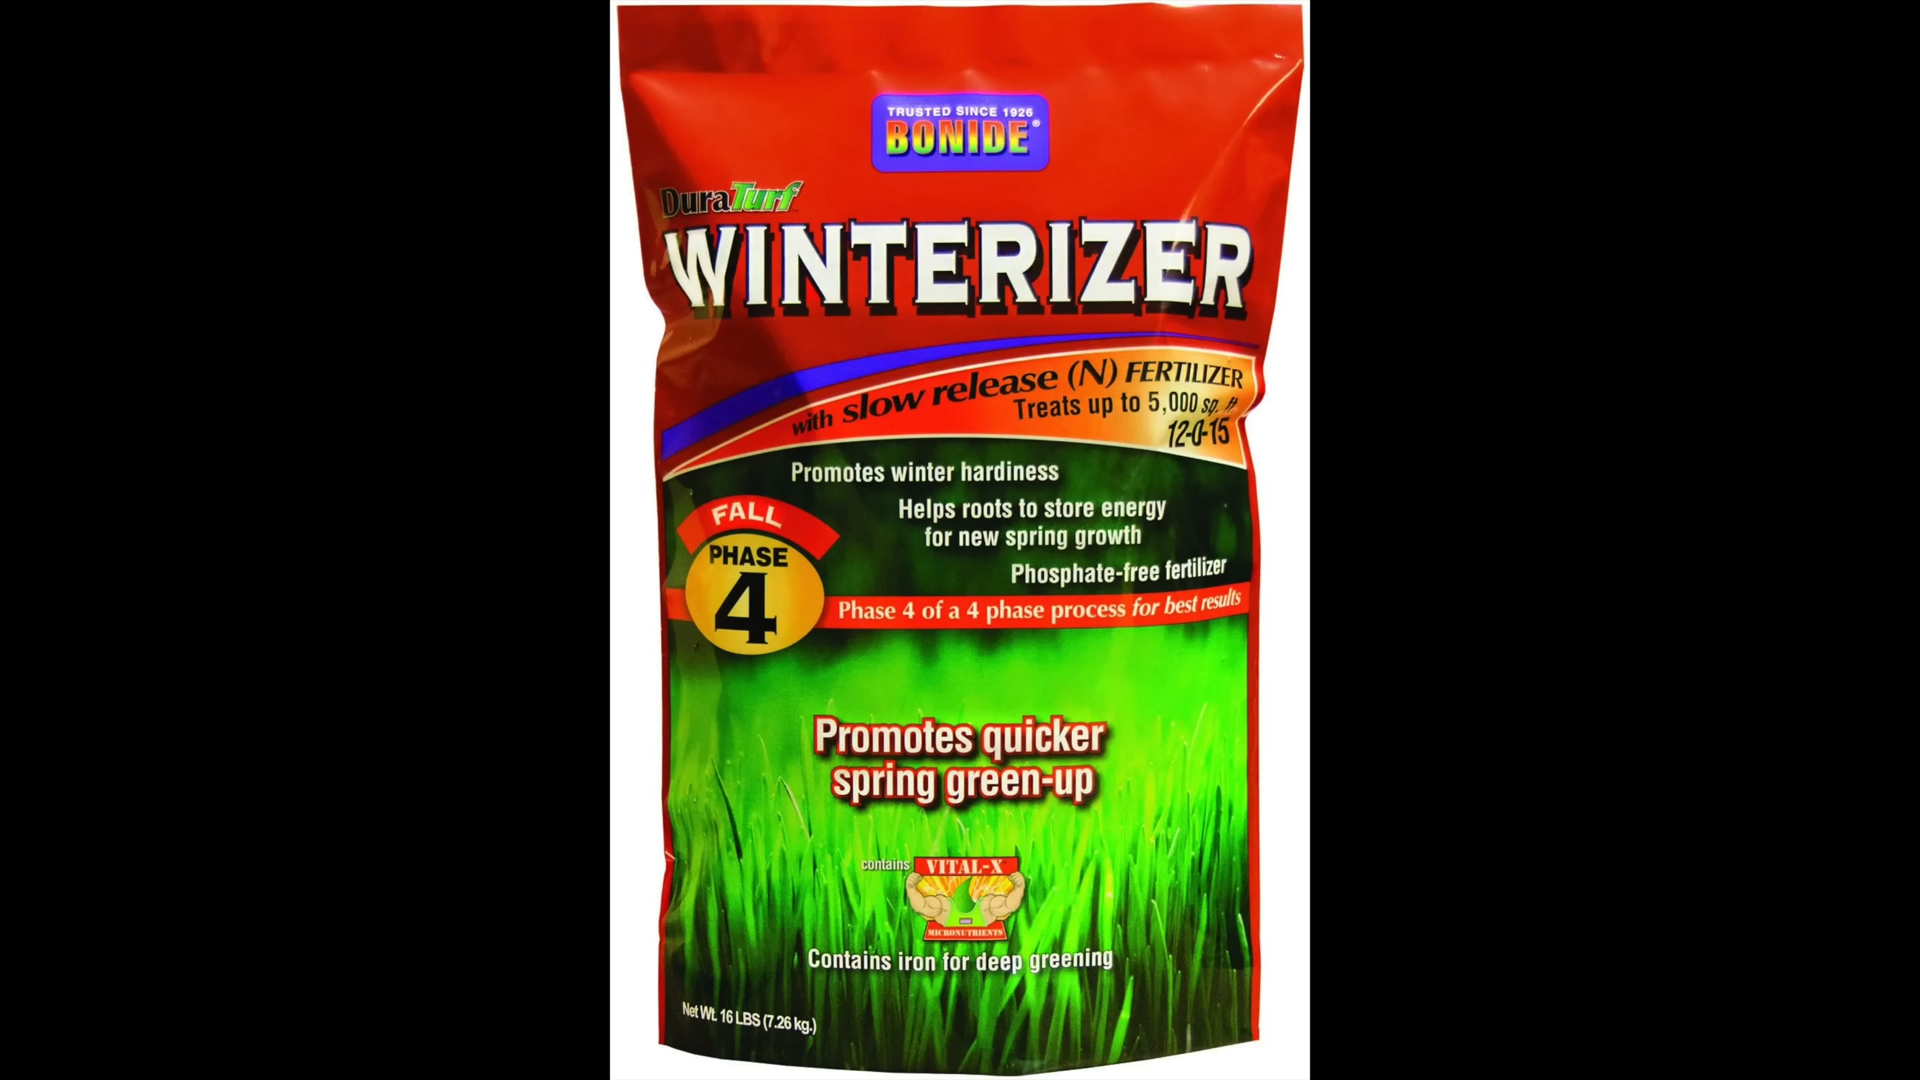 TRUSTED SINCE 1926
BONIDE®
DuraTurf
WINTERIZER
with slow release (N) FERTILIZER
Treats up to 5,000 sq. ft.
12-0-15
Promotes winter hardiness
Helps roots to store energy
for new spring growth
Phosphate-free fertilizer
FALL
PHASE
4
Phase 4 of a 4 phase process for best results
Promotes quicker
spring green-up
contains VITAL-X
MICRONUTRIENTS
Contains iron for deep greening
Net Wt. 16 LBS (7.26 kg.)